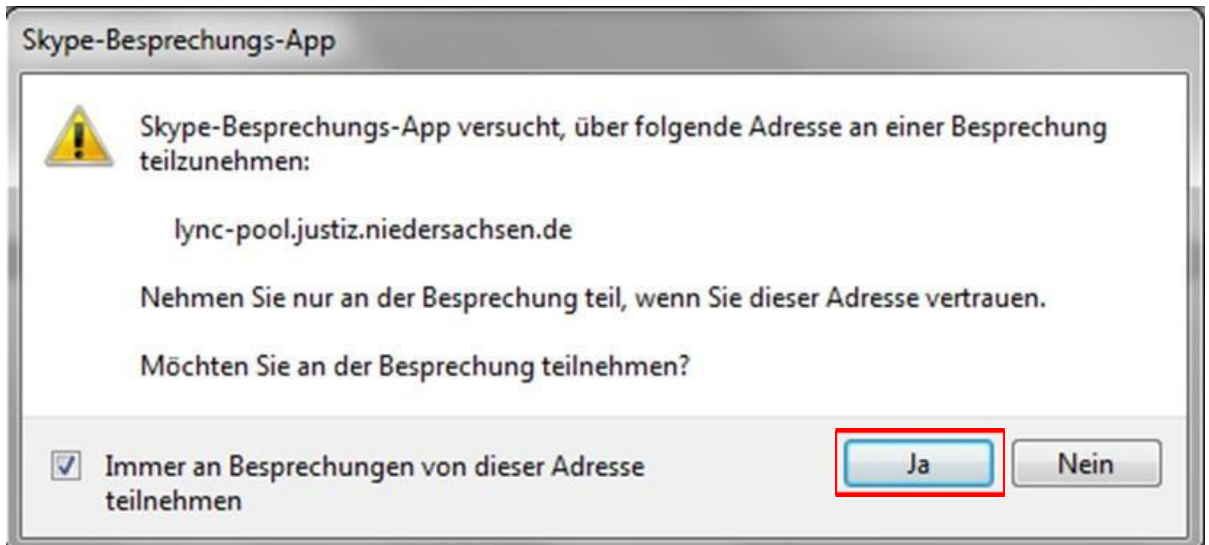 Skype-Besprechungs-App
Skype-Besprechungs-App versucht, über folgende Adresse an einer Besprechung
teilzunehmen:
lync-pool.justiz.niedersachsen.de
Nehmen Sie nur an der Besprechung teil, wenn Sie dieser Adresse vertrauen.
Möchten Sie an der Besprechung teilnehmen?
Immer an Besprechungen von dieser Adresse
teilnehmen
Ja
Nein